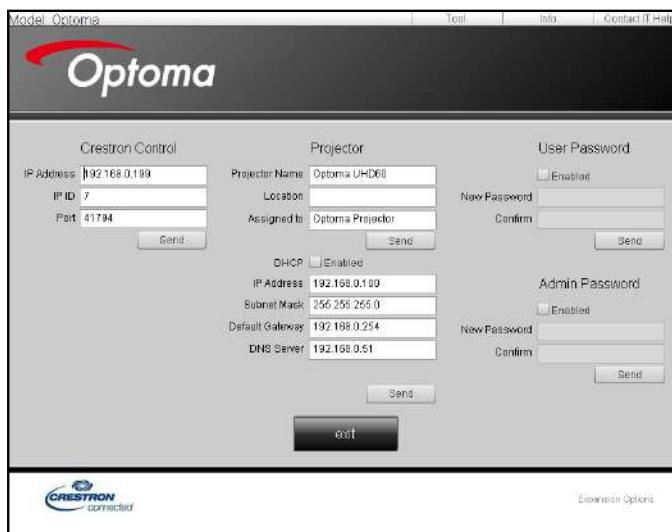 Model: Optoma
Tool
Info
Contact IT Help
Optoma
Crestron Control
IP Address 192.168.0.199
IP ID 7
Port 41794
Send
Projector
Projector Name Optoma UHD60
Location
Assigned to Optoma Projector
Send
DHCP Enabled
IP Address 192.168.0.100
Subnet Mask 255.255.255.0
Default Gateway 192.168.0.254
DNS Server 192.168.0.51
Send
User Password
Enabled
New Password
Confirm
Send
Admin Password
Enabled
New Password
Confirm
Send
exit
CRESTRON
connected
Expansion Options